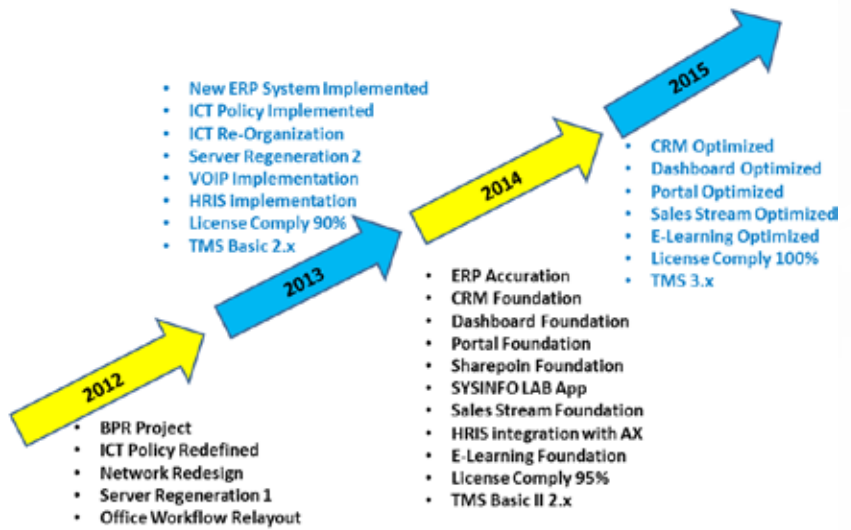 2012
• BPR Project
• ICT Policy Redefined
• Network Redesign
• Server Regeneration 1
• Office Workflow Relayout
2013
• New ERP System Implemented
• ICT Policy Implemented
• ICT Re-Organization
• Server Regeneration 2
• VOIP Implementation
• HRIS Implementation
• License Comply 90%
• TMS Basic 2.x
2014
• ERP Accuration
• CRM Foundation
• Dashboard Foundation
• Portal Foundation
• Sharepoin Foundation
• SYSINFO LAB App
• Sales Stream Foundation
• HRIS integration with AX
• E-Learning Foundation
• License Comply 95%
• TMS Basic II 2.x
2015
• CRM Optimized
• Dashboard Optimized
• Portal Optimized
• Sales Stream Optimized
• E-Learning Optimized
• License Comply 100%
• TMS 3.x